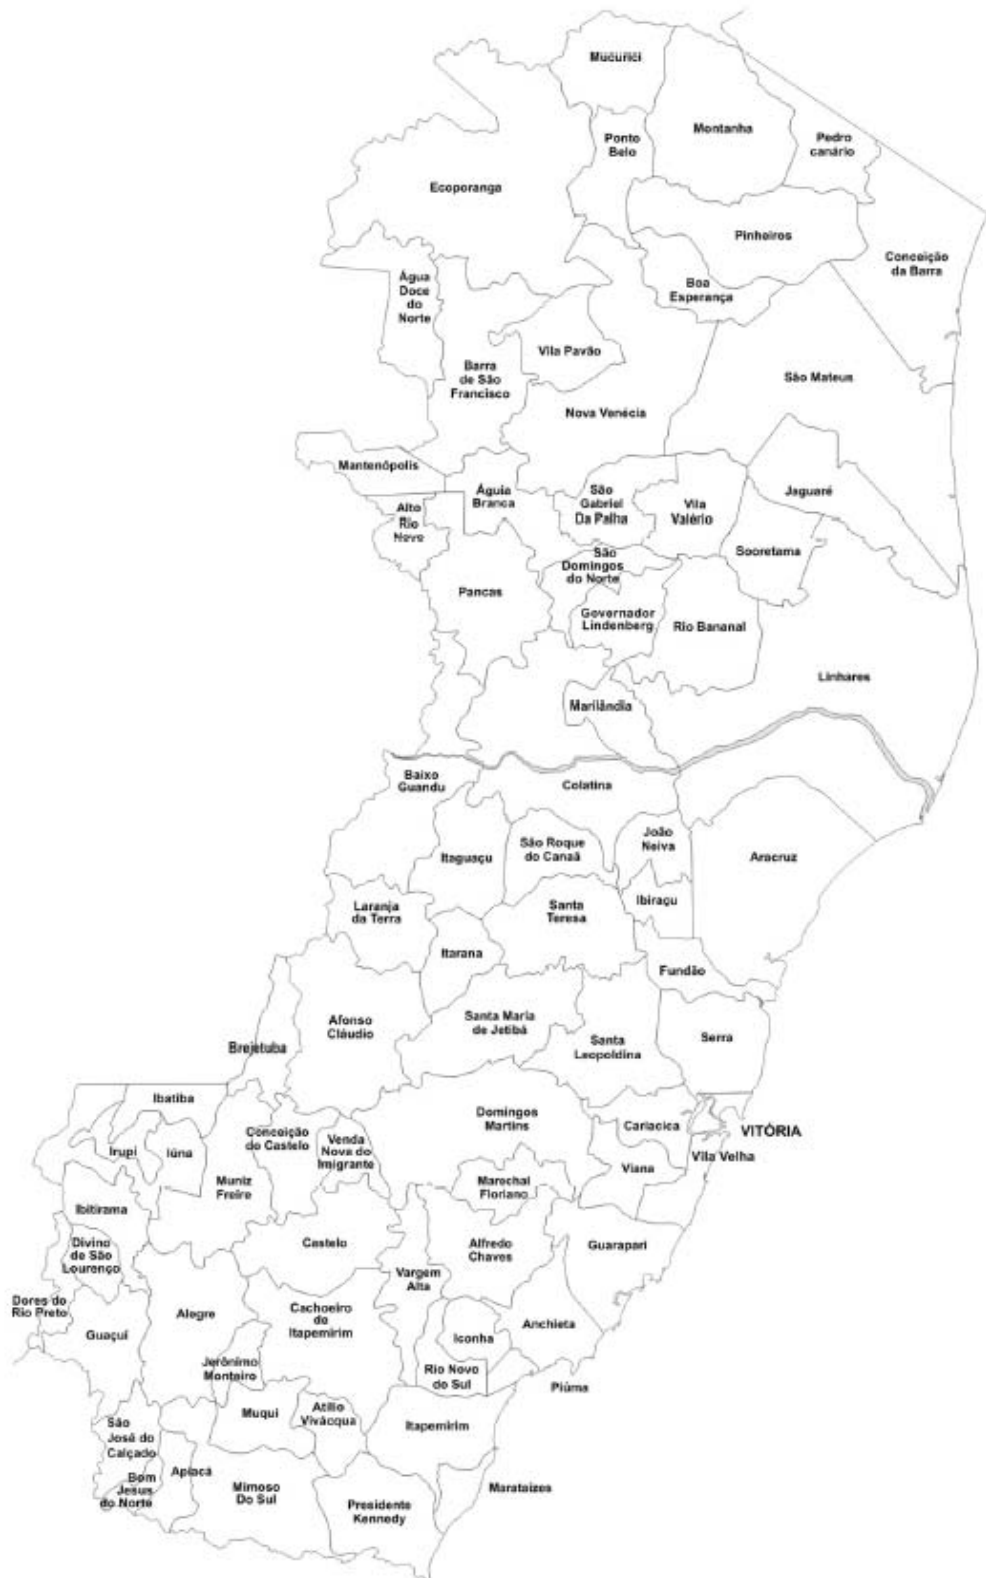 Mucurici
Montanha
Ponto
Belo
Pedro
canário
Ecoporanga
Pinheiros
Conceição
da Barra
Água
Doce
do
Norte
Boa
Esperança
Vila Pavão
Barra
de São
Francisco
São Mateus
Nova Venécia
Mantenópolis
Águia
Branca
São
Gabriel
Da Palha
Vila
Valério
Jaguaré
Alto
Rio
Novo
Sooretama
São
Domingos
do Norte
Pancas
Governador
Lindenberg
Rio Bananal
Linhares
Marilândia
Baixo
Guandu
Colatina
João
Neiva
São Roque
do Canaã
Itaguaçu
Aracruz
Laranja
da Terra
Santa
Teresa
Ibiraçu
Itarana
Fundão
Afonso
Cláudio
Santa Maria
de Jetibá
Santa
Leopoldina
Serra
Brejetuba
Ibatiba
Domingos
Martins
Cariacica
VITÓRIA
Conceição
do Castelo
Venda
Nova do
Imigrante
Irupi
Iúna
Vila Velha
Viana
Muniz
Freire
Marechal
Floriano
Ibitirama
Divino
de São
Lourenço
Castelo
Alfredo
Chaves
Guarapari
Vargem
Alta
Dores do
Rio Preto
Guaçuí
Alegre
Cachoeiro
de
Itapemirim
Iconha
Anchieta
Jerônimo
Monteiro
Rio Novo
do Sul
Piúma
Muqui
Atílio
Vivácqua
Itapemirim
São
José do
Calçado
Apiacá
Bom
Jesus
do Norte
Mimoso
Do Sul
Presidente
Kennedy
Marataízes